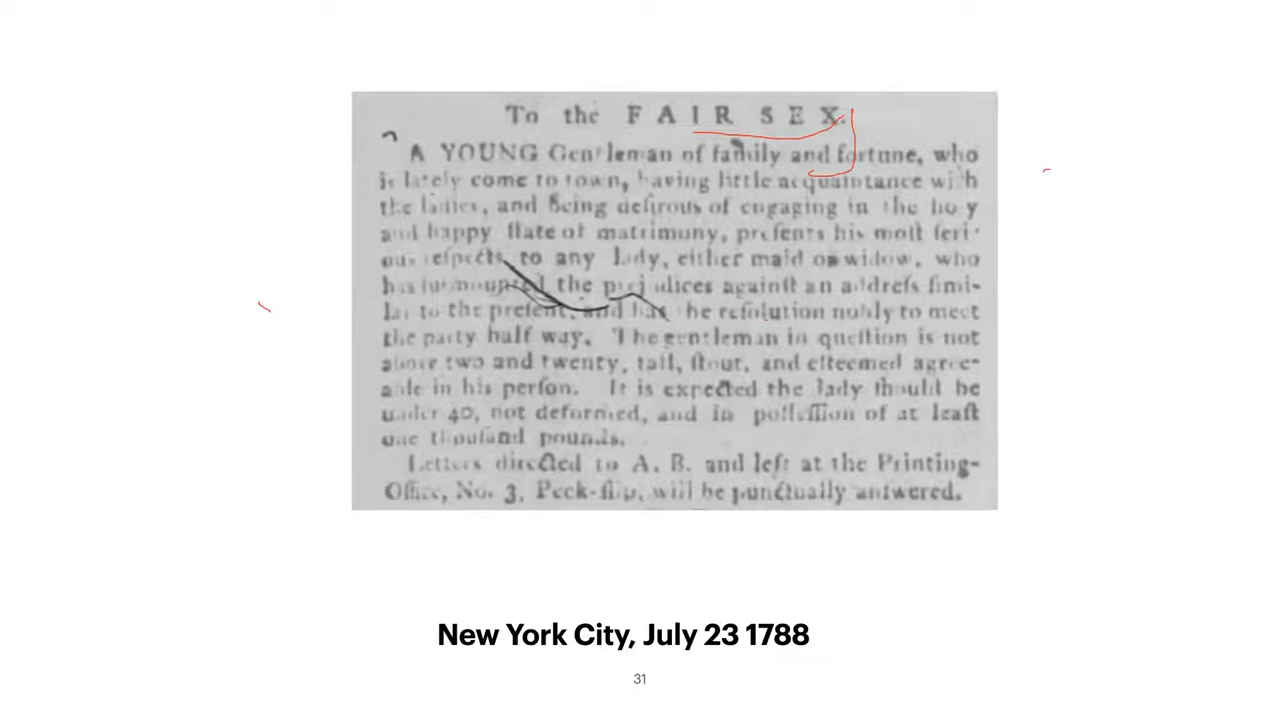 To the FAIR SEX.
A YOUNG Gentleman of family and fortune, who
is lately come to town, having little acquaintance with
the ladies, and being deſirous of engaging in the holy
and happy ſtate of matrimony, preſents his moſt ſeri-
ous reſpects to any lady, either maid or widow, who
has ſurmounted the prejudices againſt an addreſs ſimi-
lar to the preſent, and has the reſolution nobly to meet
the party half way. The gentleman in queſtion is not
above two and twenty, tall, ſtout, and eſteemed agree-
able in his perſon. It is expected the lady ſhould be
under 40, not deformed, and in poſſeſſion of at leaſt
one thouſand pounds.
Letters directed to A. B. and left at the Printing-
Office, No. 3, Peck-ſlip, will be punctually anſwered.
New York City, July 23 1788
31